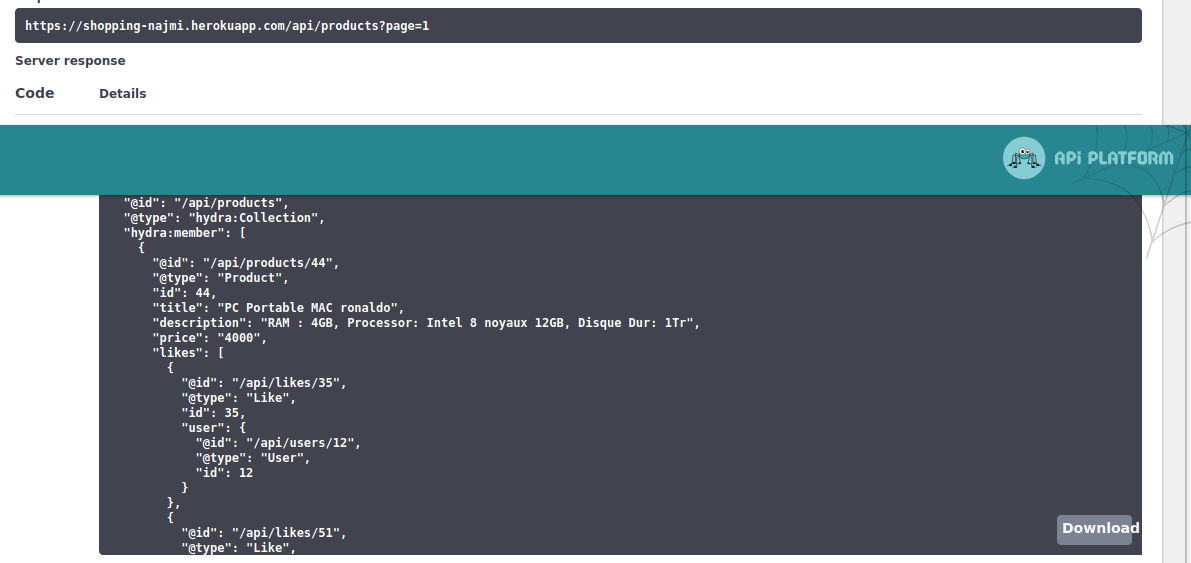 https://shopping-najmi.herokuapp.com/api/products?page=1
Server response
Code Details
APi PLATFORM
"@id": "/api/products",
"@type": "hydra:Collection",
"hydra:member": [
{
"@id": "/api/products/44",
"@type": "Product",
"id": 44,
"title": "PC Portable MAC ronaldo",
"description": "RAM : 4GB, Processor: Intel 8 noyaux 12GB, Disque Dur: 1Tr",
"price": "4000",
"likes": [
{
"@id": "/api/likes/35",
"@type": "Like",
"id": 35,
"user": {
"@id": "/api/users/12",
"@type": "User",
"id": 12
}
},
{
"@id": "/api/likes/51",
"@type": "Like",
Download